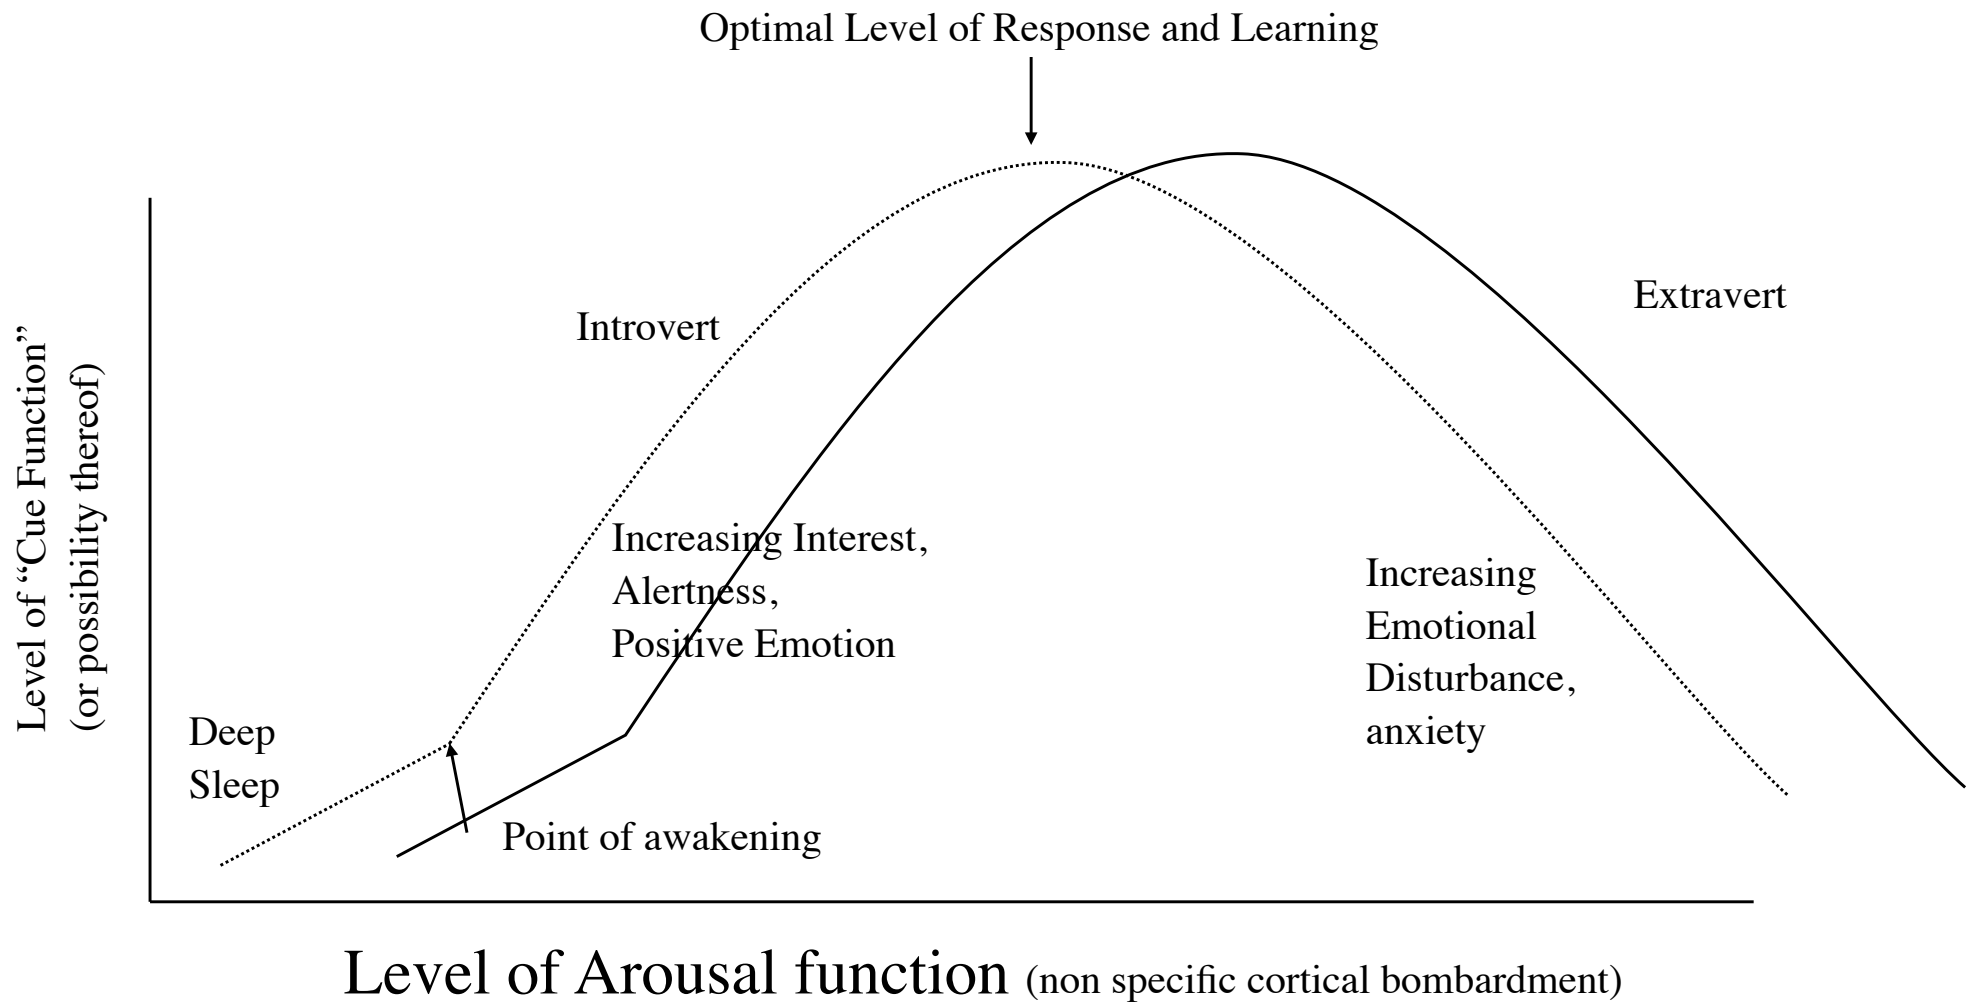 Optimal Level of Response and Learning
Introvert
Extravert
Level of “Cue Function”
(or possibility thereof)
Increasing Interest,
Alertness,
Positive Emotion
Increasing
Emotional
Disturbance,
anxiety
Deep
Sleep
Point of awakening
Level of Arousal function (non specific cortical bombardment)